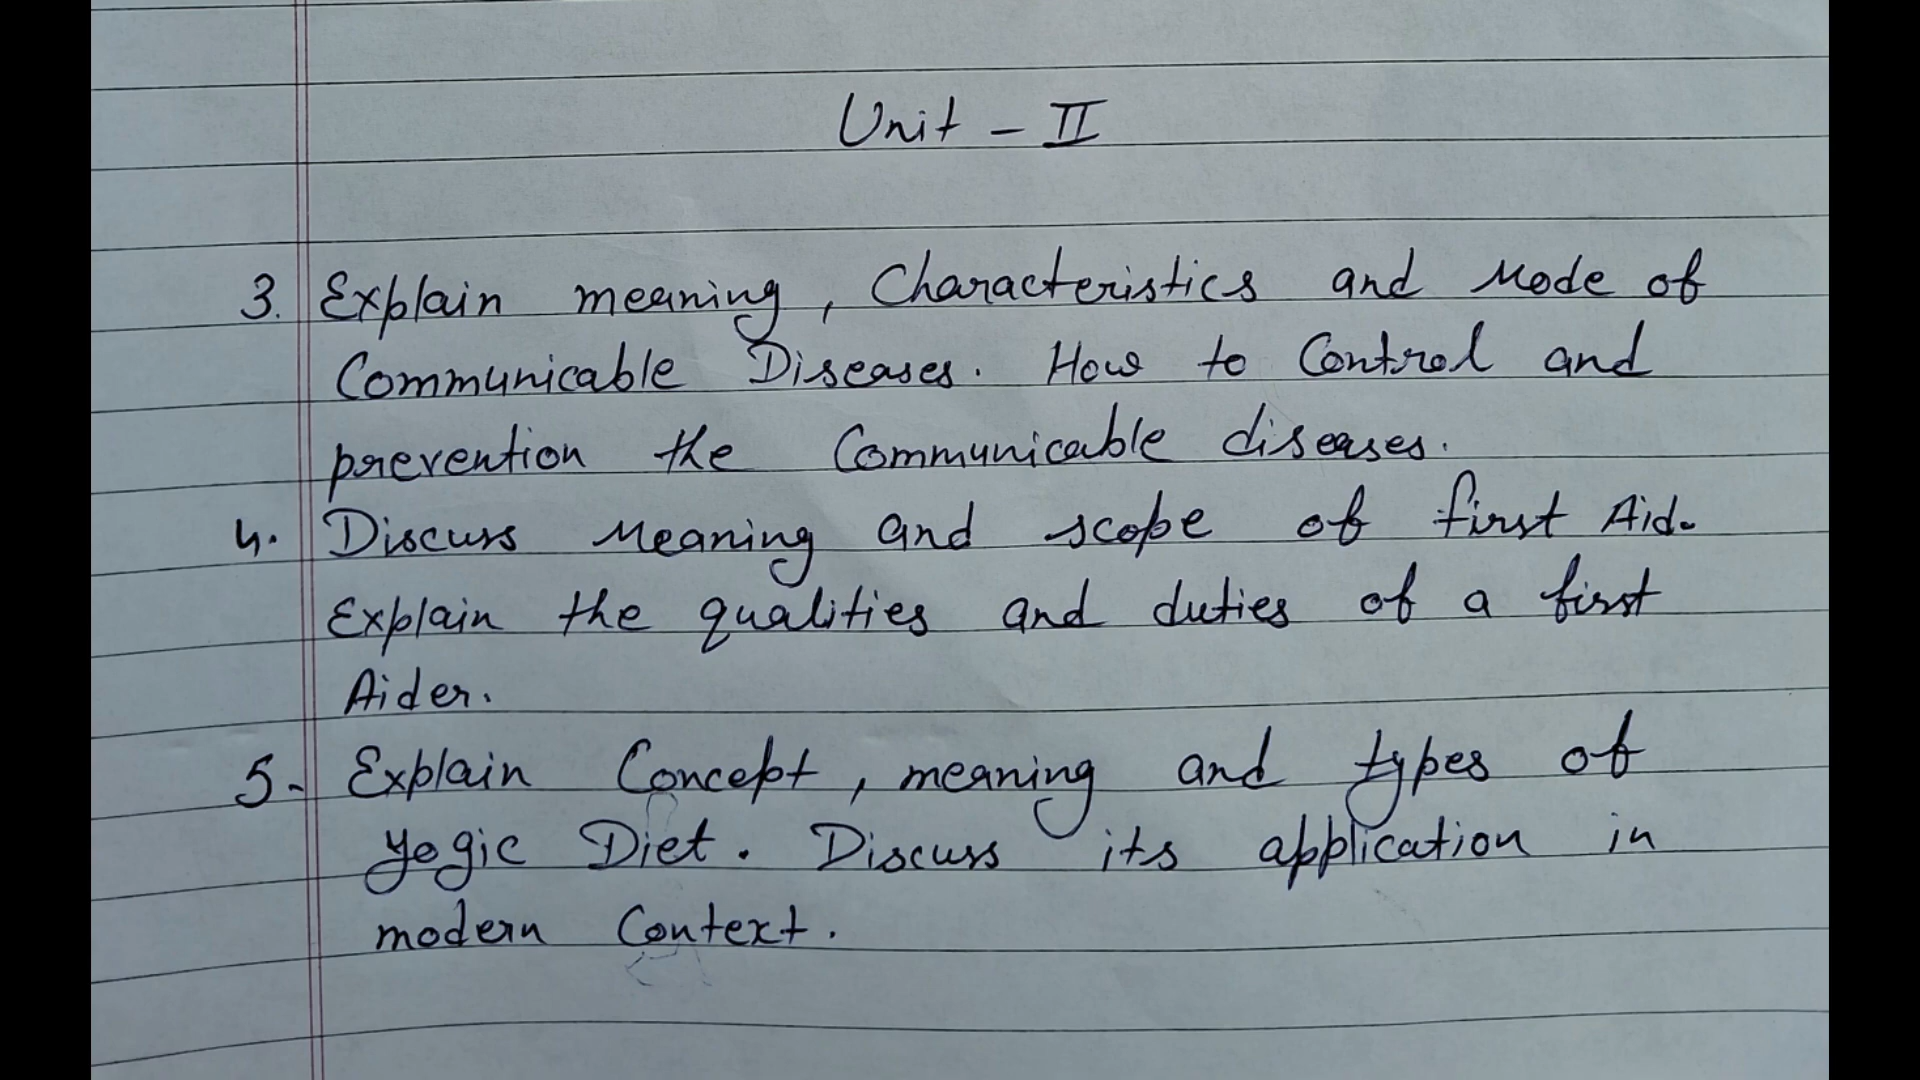 Unit - II
3. Explain meaning, Characteristics and Mode of
Communicable Diseases. How to Control and
prevention the Communicable diseases.
4. Discuss Meaning and scope of first Aid.
Explain the qualities and duties of a first
Aider.
5. Explain Concept, meaning and types of
yogic Diet. Discuss its application in
modern Context.